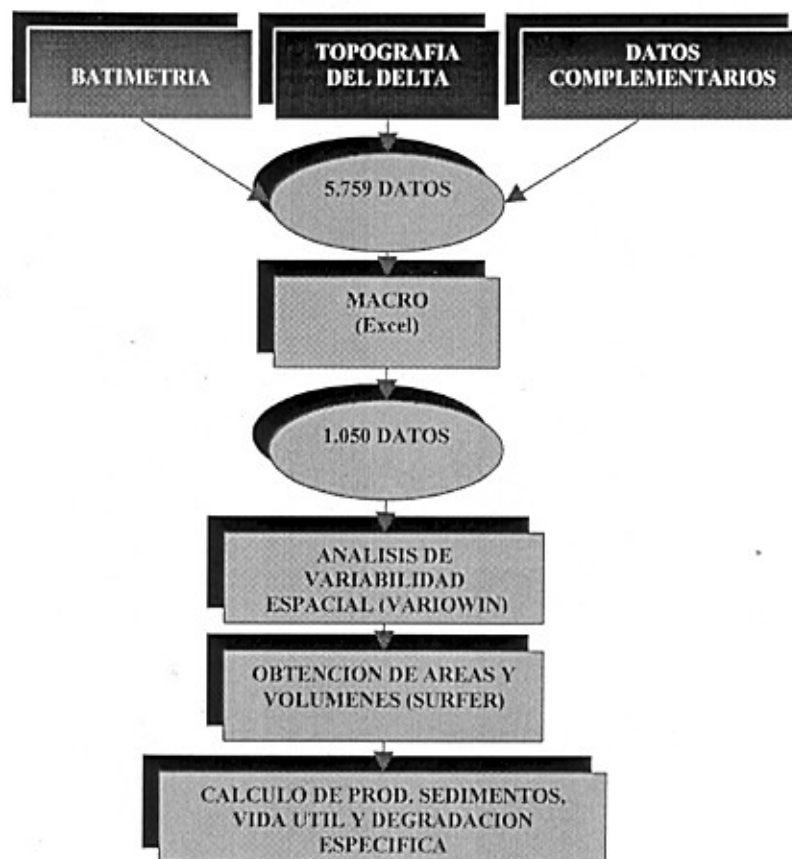 BATIMETRIA
TOPOGRAFIA
DEL DELTA
DATOS
COMPLEMENTARIOS
5.759 DATOS
MACRO
(Excel)
1.050 DATOS
ANALISIS DE
VARIABILIDAD
ESPACIAL (VARIOWIN)
OBTENCION DE AREAS Y
VOLUMENES (SURFER)
CALCULO DE PROD. SEDIMENTOS,
VIDA UTIL Y DEGRADACION
ESPECIFICA